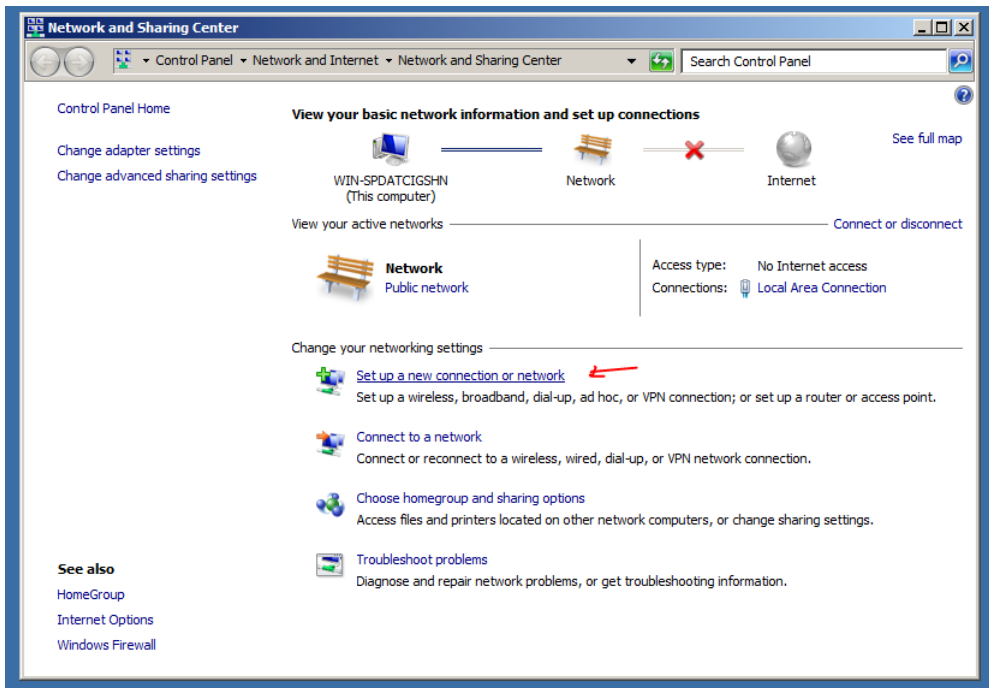 Network and Sharing Center
Control Panel Network and Internet Network and Sharing Center
Search Control Panel
Control Panel Home
Change adapter settings
Change advanced sharing settings
View your basic network information and set up connections
See full map
WIN-SPDATCIGSHN
(This computer)
Network
Internet
View your active networks
Connect or disconnect
Network
Public network
Access type: No Internet access
Connections: Local Area Connection
Change your networking settings
Set up a new connection or network
Set up a wireless, broadband, dial-up, ad hoc, or VPN connection; or set up a router or access point.
Connect to a network
Connect or reconnect to a wireless, wired, dial-up, or VPN network connection.
Choose homegroup and sharing options
Access files and printers located on other network computers, or change sharing settings.
Troubleshoot problems
Diagnose and repair network problems, or get troubleshooting information.
See also
HomeGroup
Internet Options
Windows Firewall